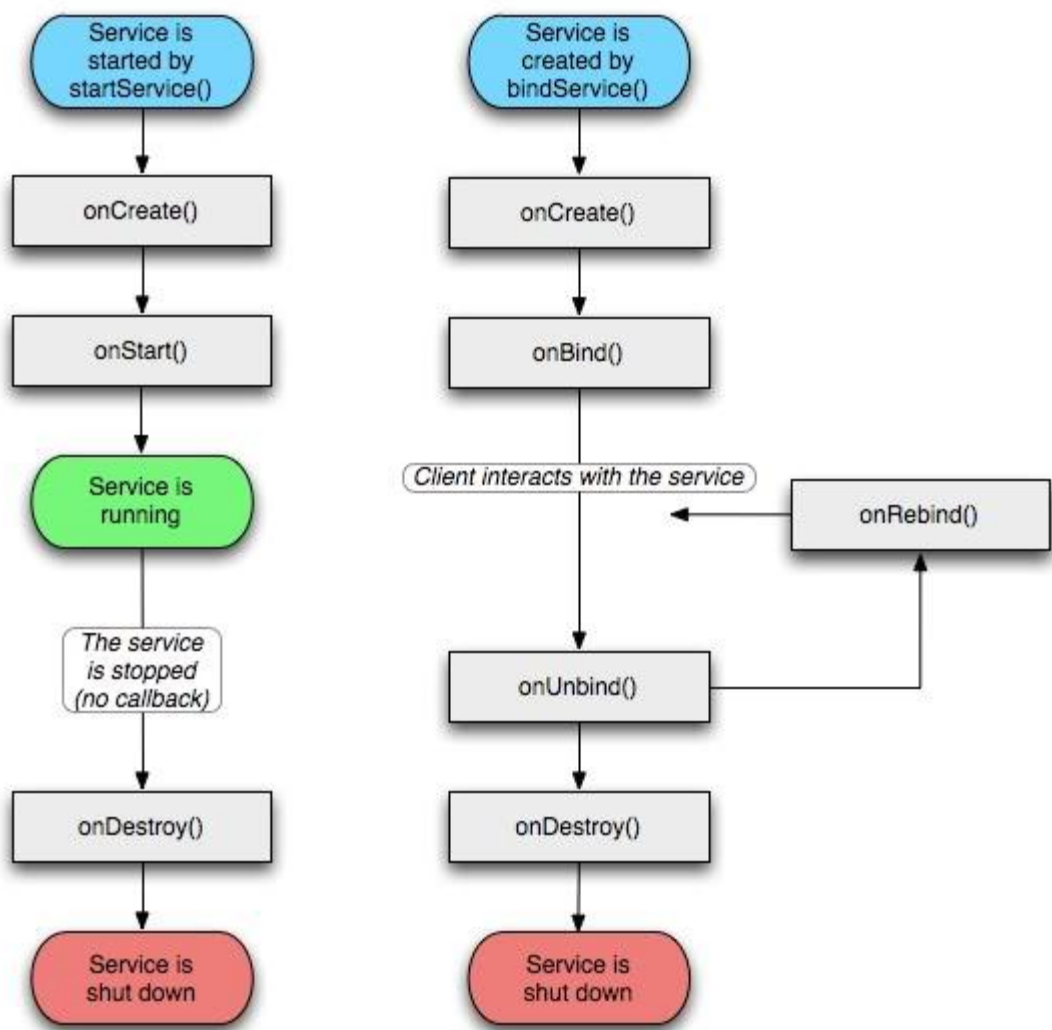 Service is
started by
startService()
onCreate()
onStart()
Service is
running
The service
is stopped
(no callback)
onDestroy()
Service is
shut down
Service is
created by
bindService()
onCreate()
onBind()
Client interacts with the service
onRebind()
onUnbind()
onDestroy()
Service is
shut down